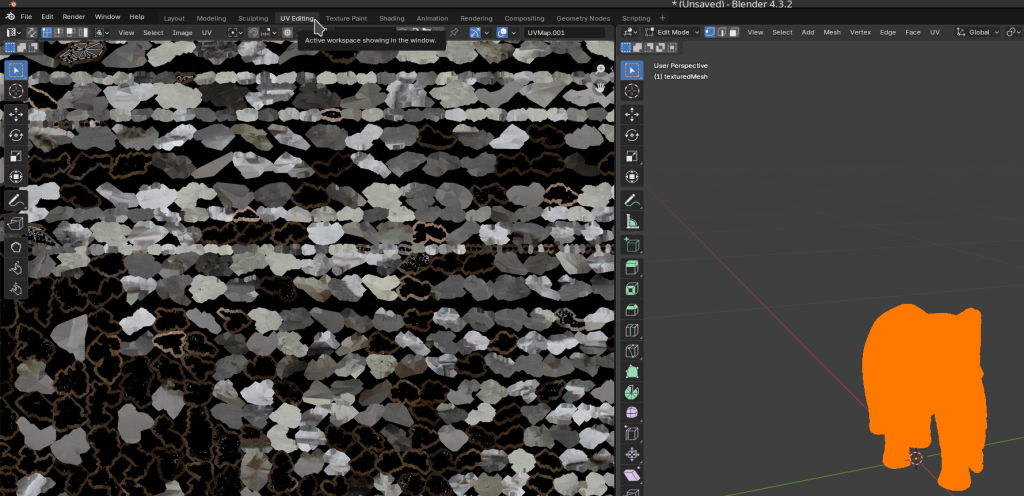 * (Unsaved) - Blender 4.3.2
File Edit Render Window Help Layout Modeling Sculpting UV Editing Texture Paint Shading Animation Rendering Compositing Geometry Nodes Scripting +
View Select Image UV UVMap.001 Edit Mode View Select Add Mesh Vertex Edge Face UV Global
Active workspace showing in the window.
User Perspective
(1) texturedMesh